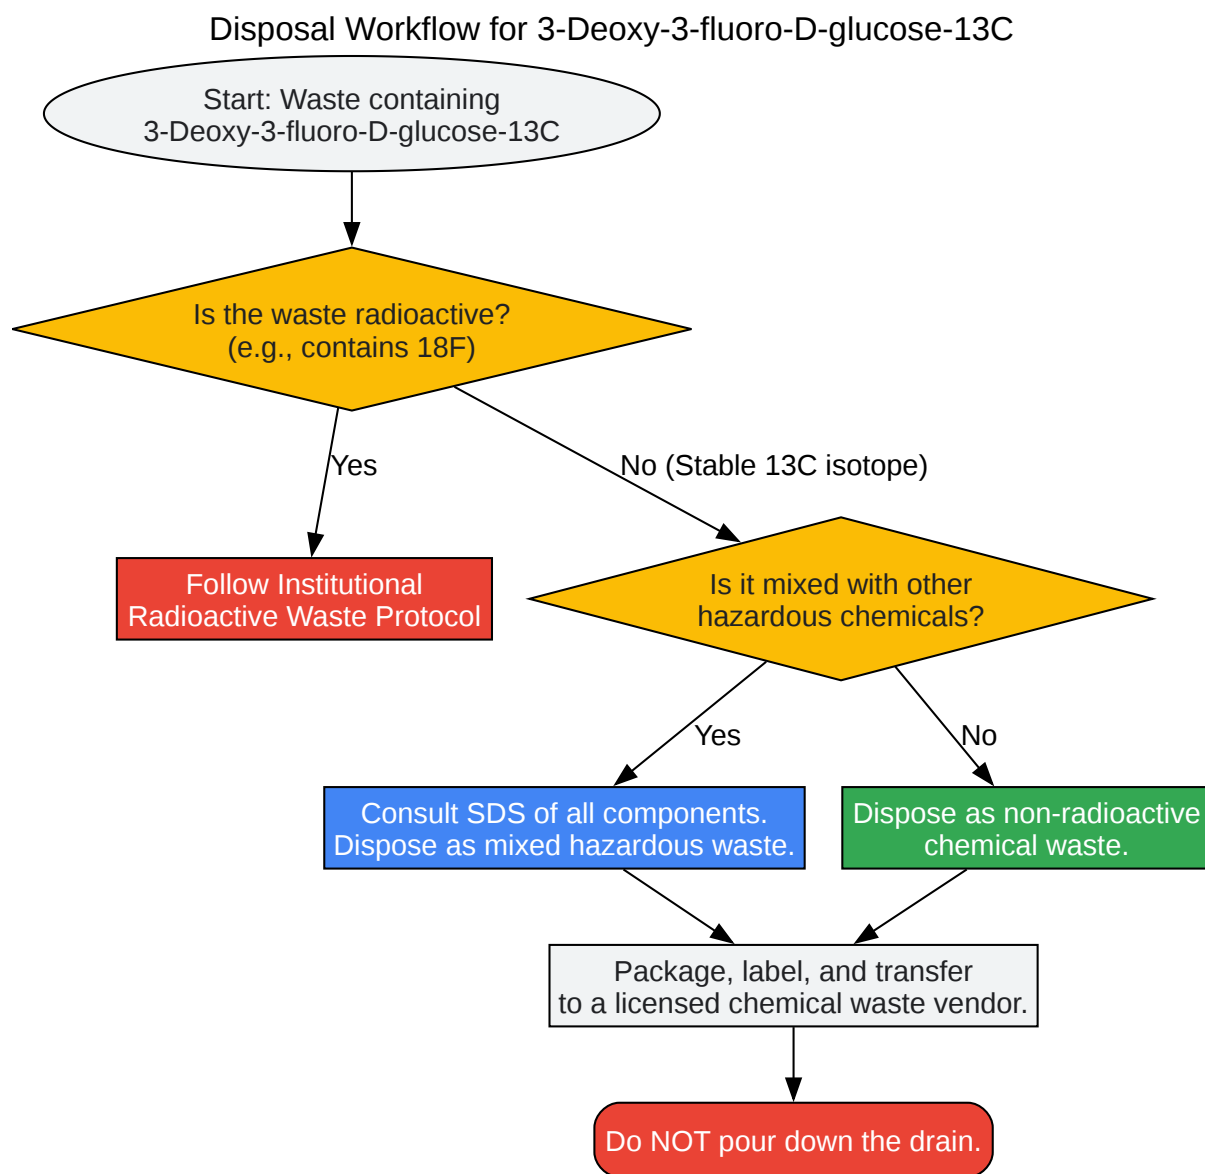 Disposal Workflow for 3-Deoxy-3-fluoro-D-glucose-13C
Start: Waste containing
3-Deoxy-3-fluoro-D-glucose-13C
Is the waste radioactive?
(e.g., contains 18F)
Yes
No (Stable 13C isotope)
Follow Institutional
Radioactive Waste Protocol
Is it mixed with other
hazardous chemicals?
Yes
No
Consult SDS of all components.
Dispose as mixed hazardous waste.
Dispose as non-radioactive
chemical waste.
Package, label, and transfer
to a licensed chemical waste vendor.
Do NOT pour down the drain.